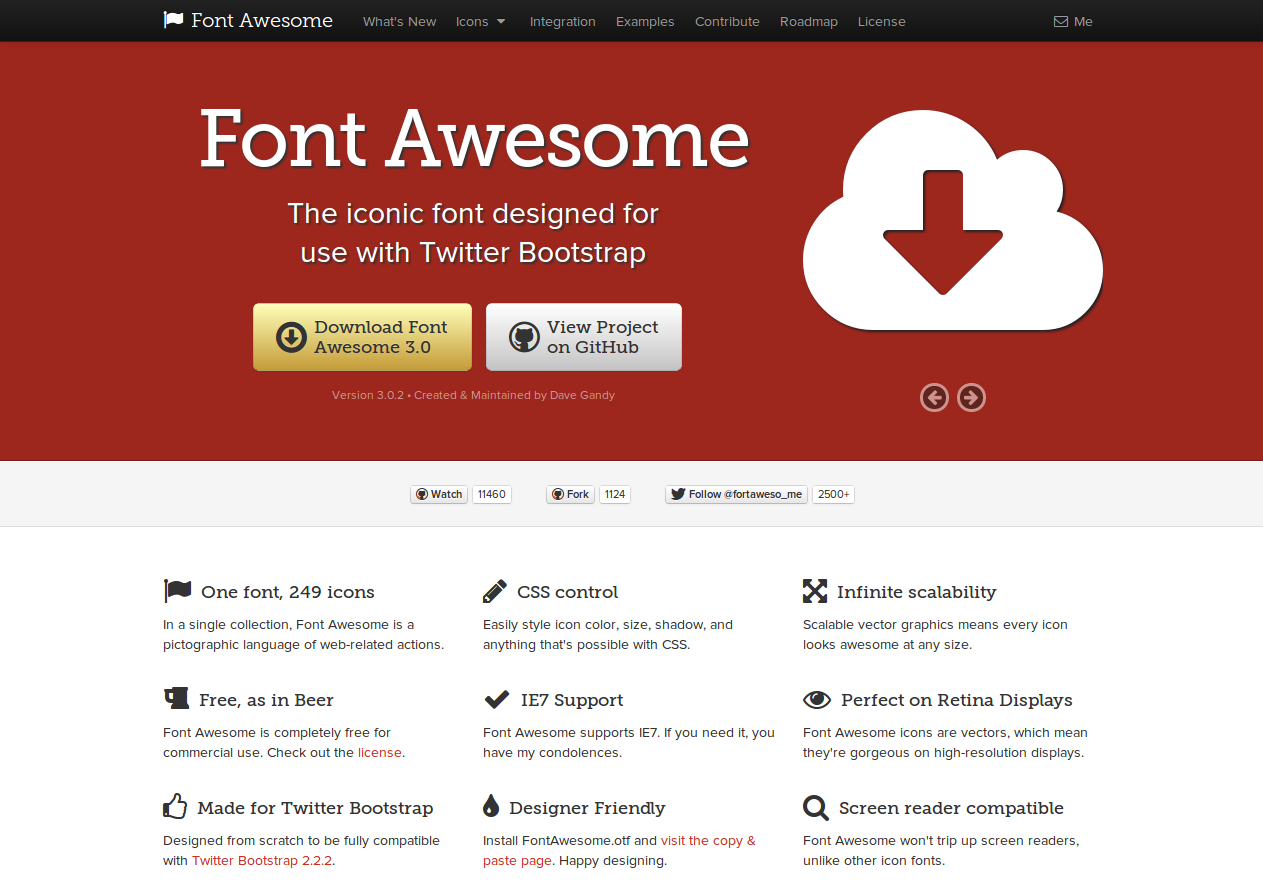 Font Awesome What's New Icons Integration Examples Contribute Roadmap License Me
Font Awesome
The iconic font designed for
use with Twitter Bootstrap
Download Font
Awesome 3.0
View Project
on GitHub
Version 3.0.2 • Created & Maintained by Dave Gandy
Watch 11460 Fork 1124 Follow @fortaweso_me 2500+
One font, 249 icons
In a single collection, Font Awesome is a
pictographic language of web-related actions.
CSS control
Easily style icon color, size, shadow, and
anything that's possible with CSS.
Infinite scalability
Scalable vector graphics means every icon
looks awesome at any size.
Free, as in Beer
Font Awesome is completely free for
commercial use. Check out the license.
IE7 Support
Font Awesome supports IE7. If you need it, you
have my condolences.
Perfect on Retina Displays
Font Awesome icons are vectors, which mean
they're gorgeous on high-resolution displays.
Made for Twitter Bootstrap
Designed from scratch to be fully compatible
with Twitter Bootstrap 2.2.2.
Designer Friendly
Install FontAwesome.otf and visit the copy &
paste page. Happy designing.
Screen reader compatible
Font Awesome won't trip up screen readers,
unlike other icon fonts.